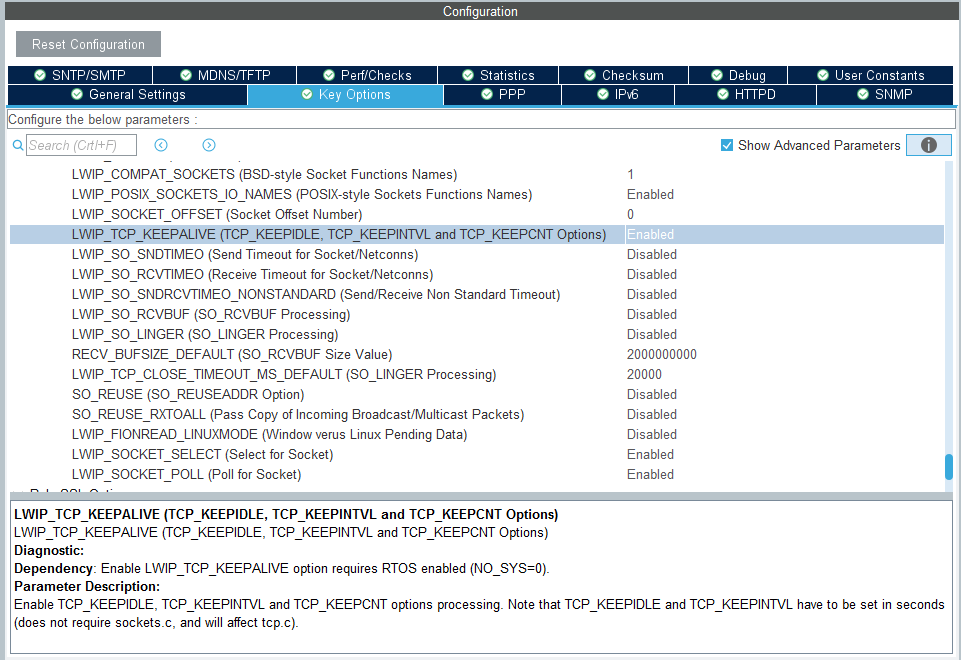 Configuration
Reset Configuration
SNTP/SMTP MDNS/TFTP Perf/Checks Statistics Checksum Debug User Constants
General Settings Key Options PPP IPv6 HTTPD SNMP
Configure the below parameters :
Search (Crtl+F) Show Advanced Parameters
LWIP_COMPAT_SOCKETS (BSD-style Socket Functions Names) 1
LWIP_POSIX_SOCKETS_IO_NAMES (POSIX-style Sockets Functions Names) Enabled
LWIP_SOCKET_OFFSET (Socket Offset Number) 0
LWIP_TCP_KEEPALIVE (TCP_KEEPIDLE, TCP_KEEPINTVL and TCP_KEEPCNT Options) Enabled
LWIP_SO_SNDTIMEO (Send Timeout for Socket/Netconns) Disabled
LWIP_SO_RCVTIMEO (Receive Timeout for Socket/Netconns) Disabled
LWIP_SO_SNDRCVTIMEO_NONSTANDARD (Send/Receive Non Standard Timeout) Disabled
LWIP_SO_RCVBUF (SO_RCVBUF Processing) Disabled
LWIP_SO_LINGER (SO_LINGER Processing) Disabled
RECV_BUFSIZE_DEFAULT (SO_RCVBUF Size Value) 2000000000
LWIP_TCP_CLOSE_TIMEOUT_MS_DEFAULT (SO_LINGER Processing) 20000
SO_REUSE (SO_REUSEADDR Option) Disabled
SO_REUSE_RXTOALL (Pass Copy of Incoming Broadcast/Multicast Packets) Disabled
LWIP_FIONREAD_LINUXMODE (Window verus Linux Pending Data) Disabled
LWIP_SOCKET_SELECT (Select for Socket) Enabled
LWIP_SOCKET_POLL (Poll for Socket) Enabled
LWIP_TCP_KEEPALIVE (TCP_KEEPIDLE, TCP_KEEPINTVL and TCP_KEEPCNT Options)
LWIP_TCP_KEEPALIVE (TCP_KEEPIDLE, TCP_KEEPINTVL and TCP_KEEPCNT Options)
Diagnostic:
Dependency: Enable LWIP_TCP_KEEPALIVE option requires RTOS enabled (NO_SYS=0).
Parameter Description:
Enable TCP_KEEPIDLE, TCP_KEEPINTVL and TCP_KEEPCNT options processing. Note that TCP_KEEPIDLE and TCP_KEEPINTVL have to be set in seconds
(does not require sockets.c, and will affect tcp.c).